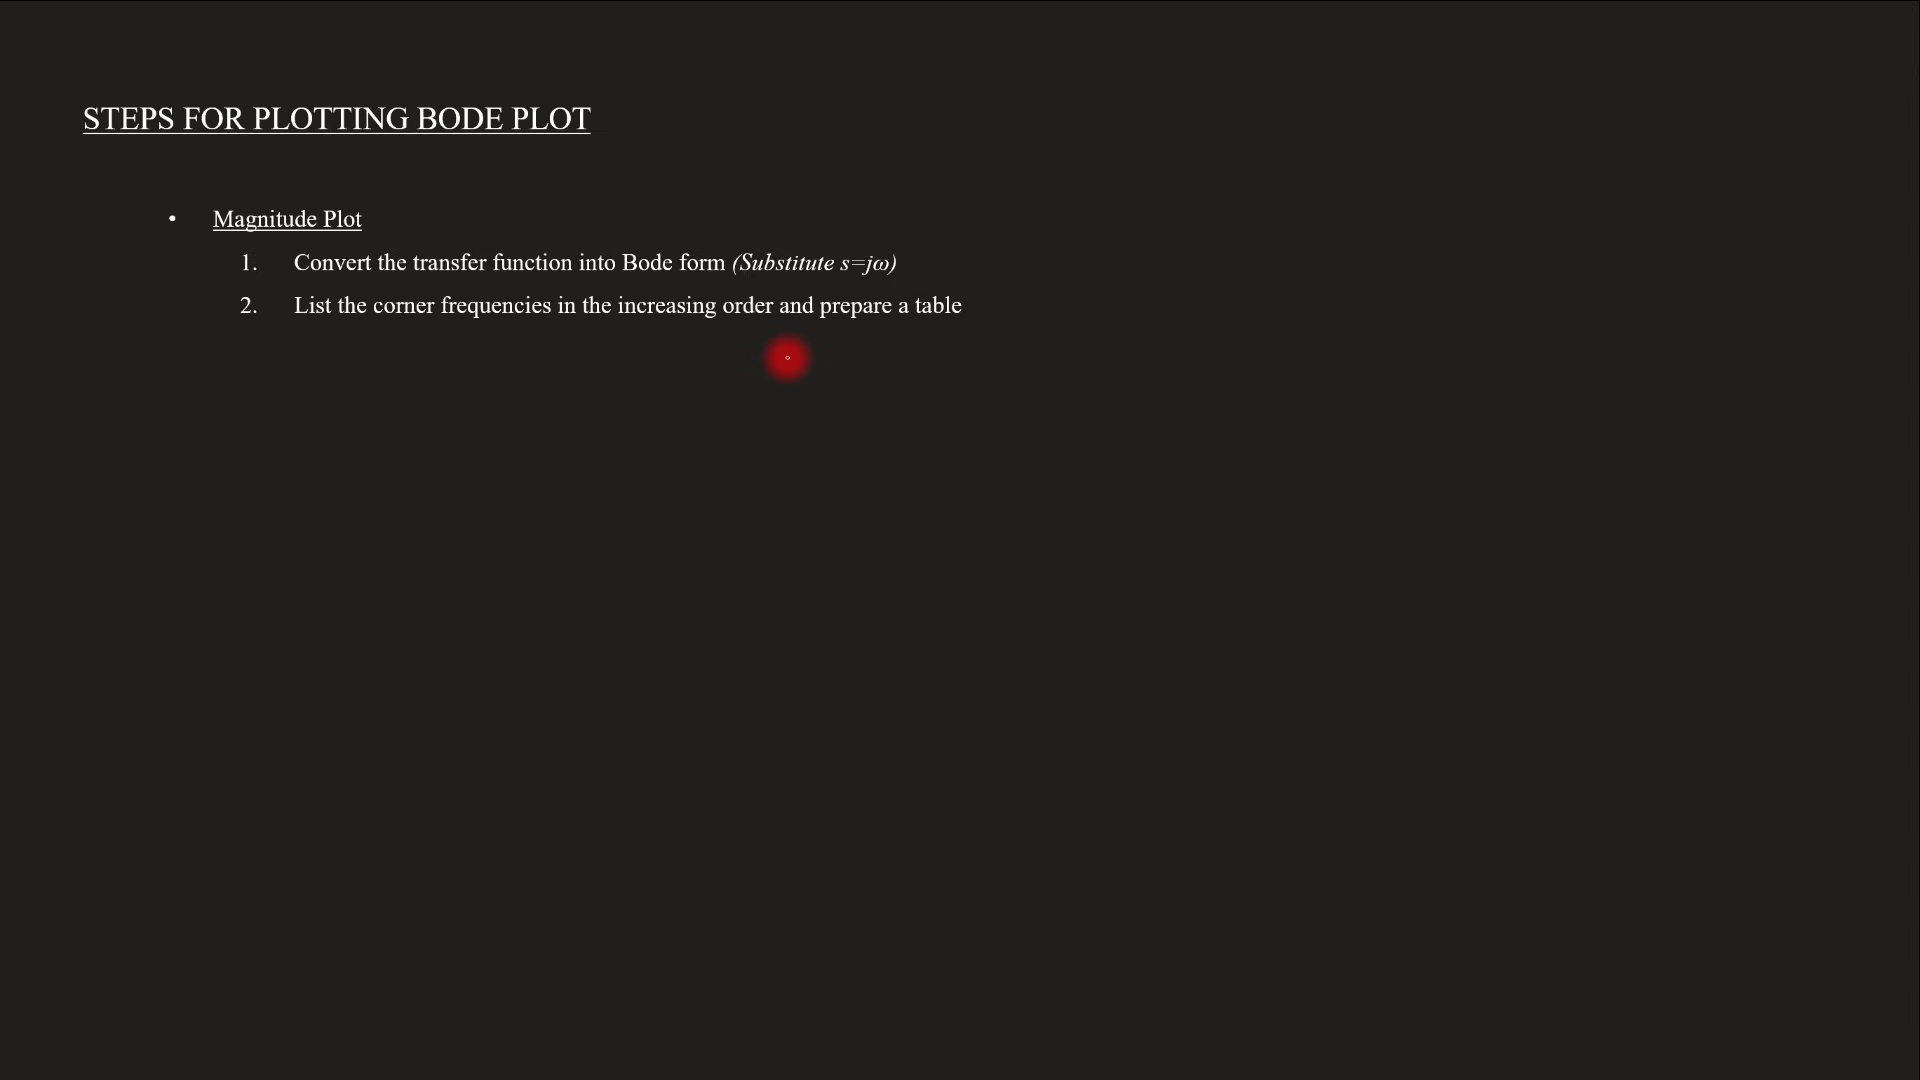 STEPS FOR PLOTTING BODE PLOT
• Magnitude Plot
1. Convert the transfer function into Bode form (Substitute s=jω)
2. List the corner frequencies in the increasing order and prepare a table